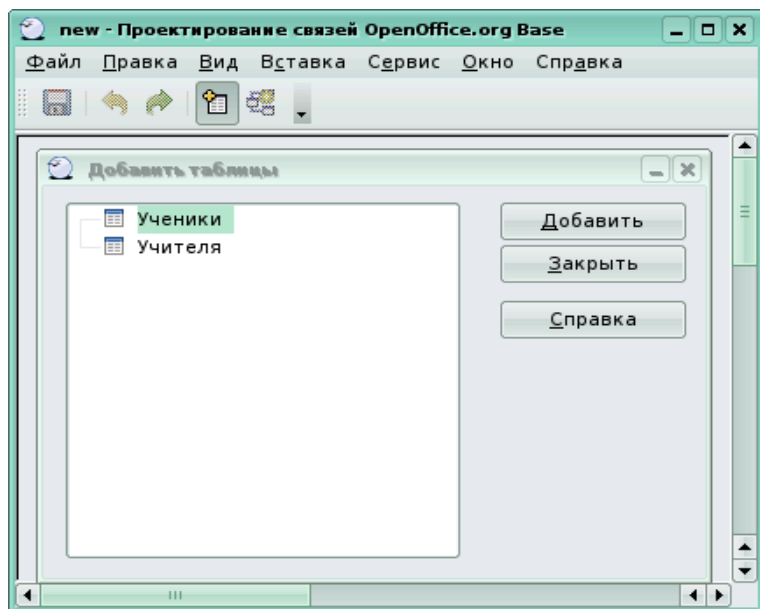 new - Проектирование связей OpenOffice.org Base
Файл Правка Вид Вставка Сервис Окно Справка
Добавить таблицы
Ученики
Учителя
Добавить
Закрыть
Справка